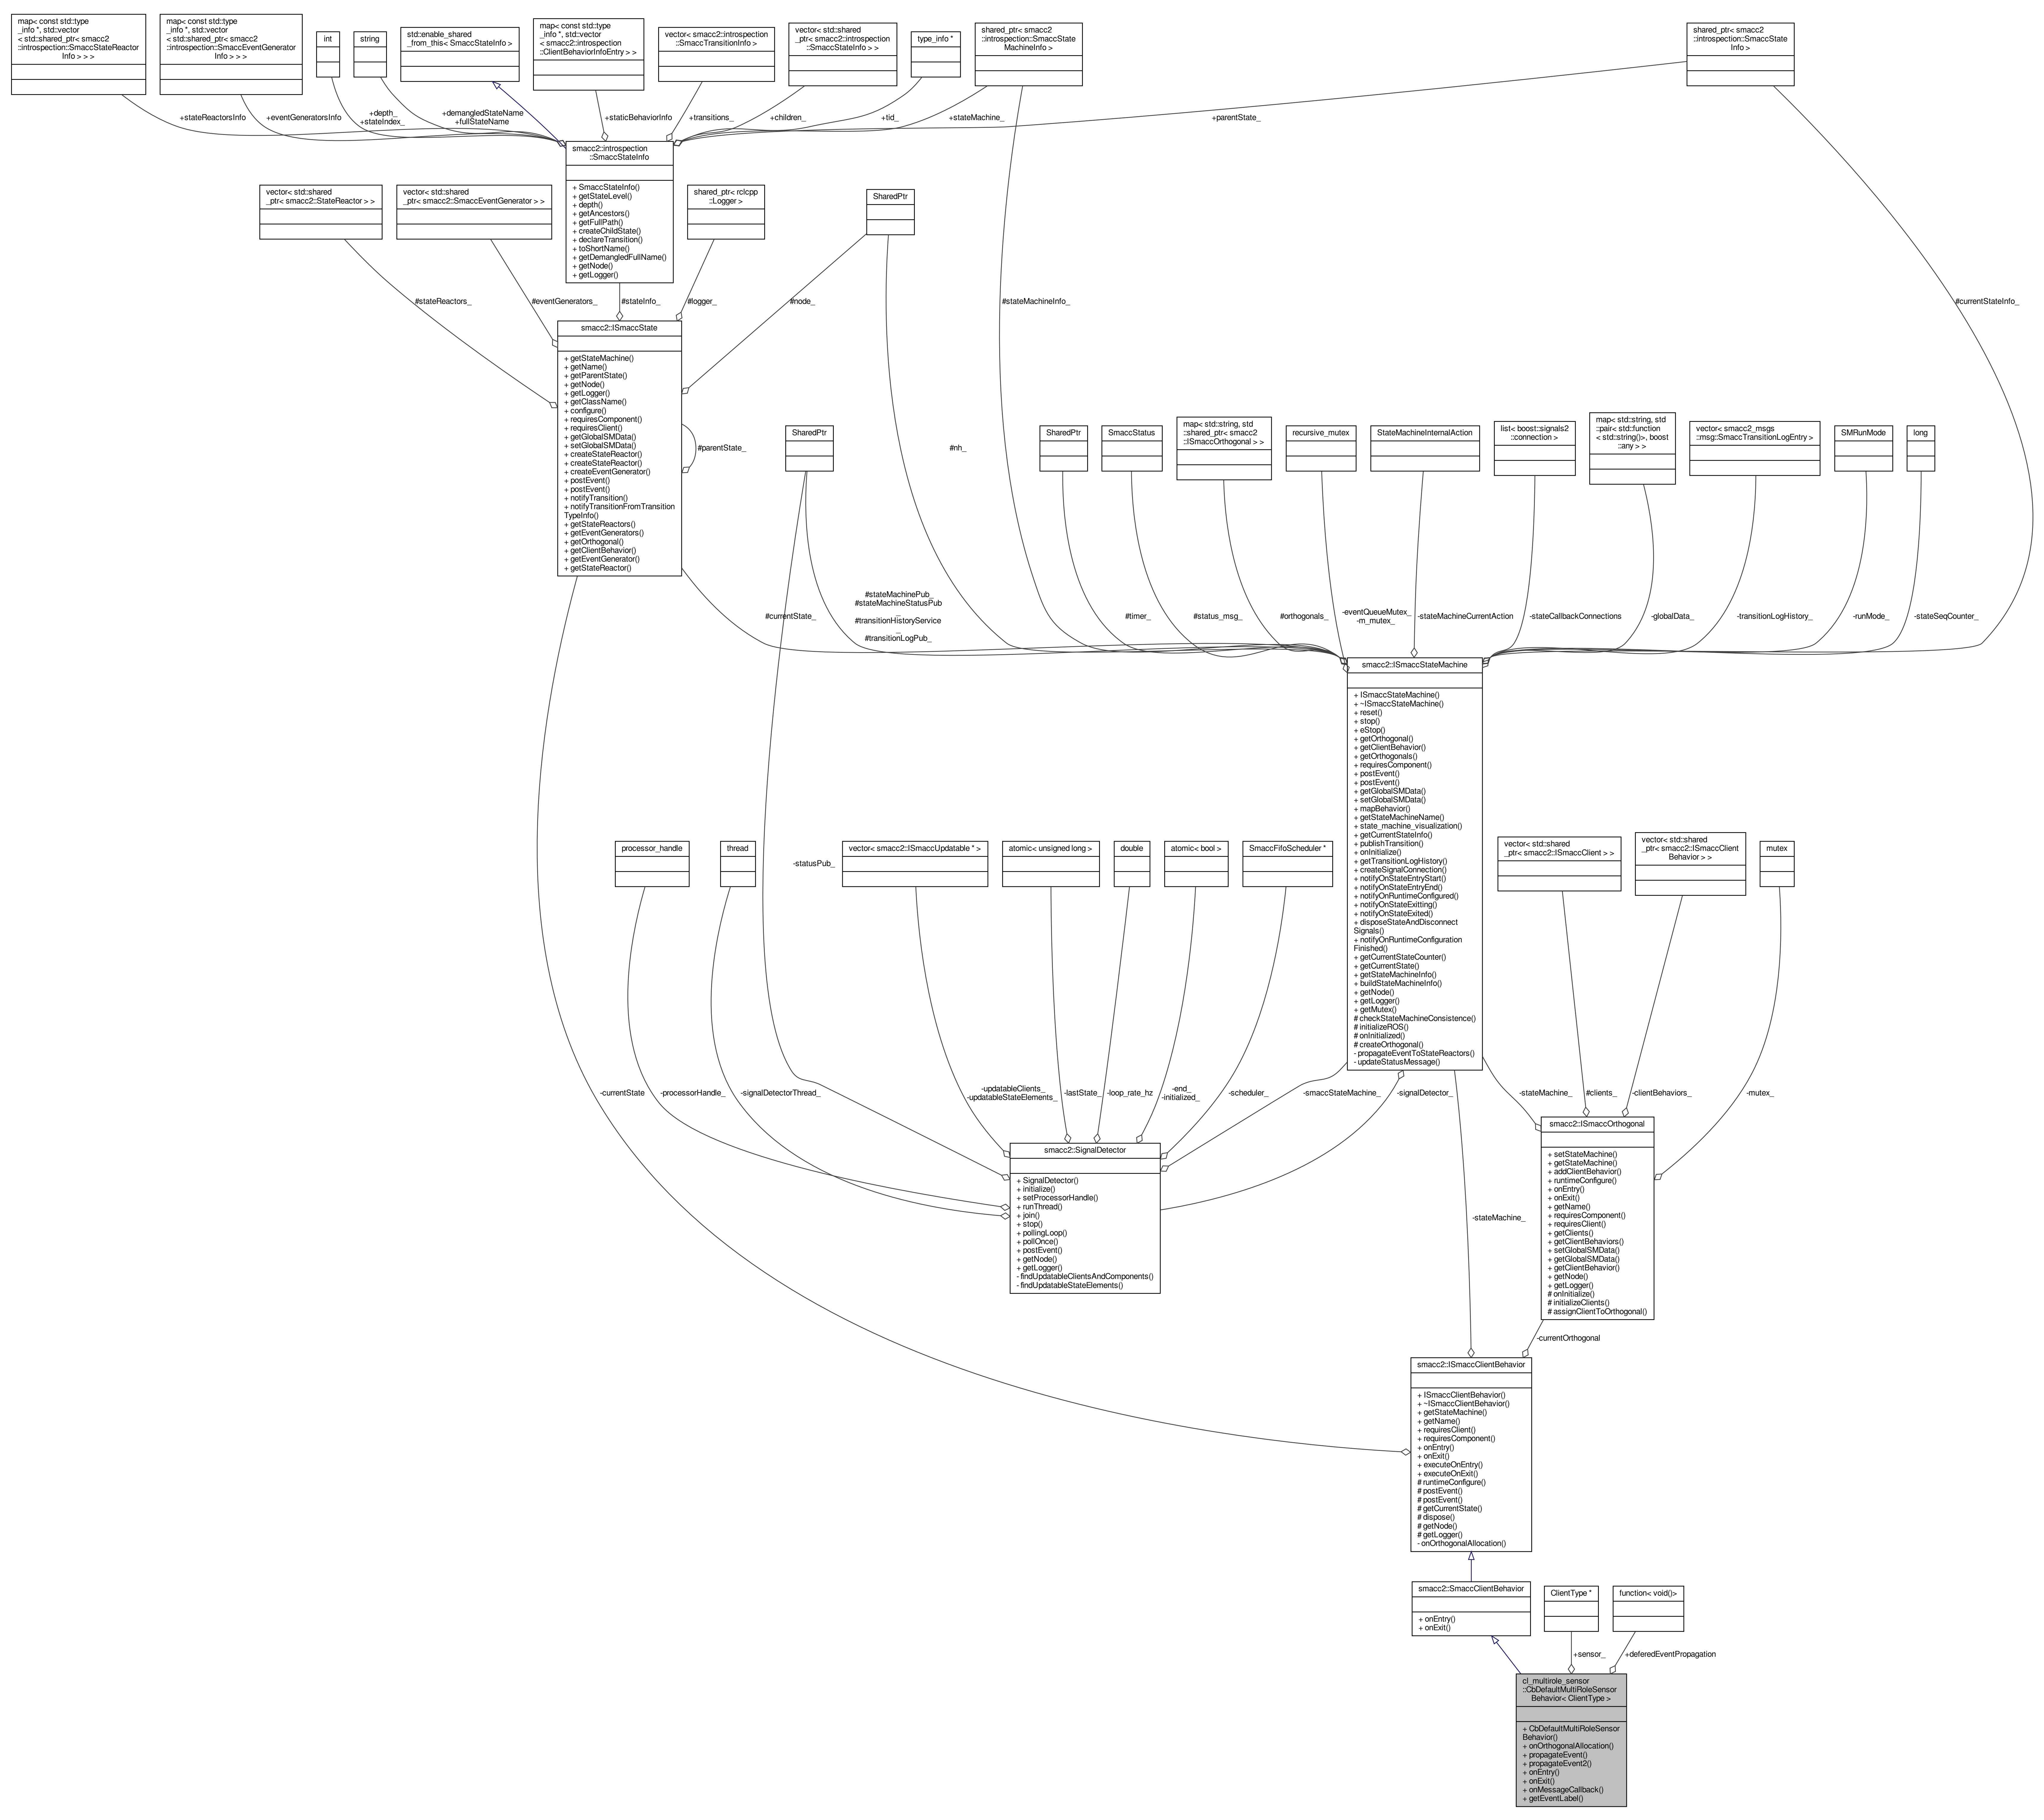 map< const std::type
_info *, std::vector
< std::shared_ptr< smacc2
::introspection::SmaccStateReactor
Info > > >
map< const std::type
_info *, std::vector
< std::shared_ptr< smacc2
::introspection::SmaccEventGenerator
Info > > >
int
string
std::enable_shared
_from_this< SmaccStateInfo >
map< const std::type
_info *, std::vector
< smacc2::introspection
::ClientBehaviorInfoEntry > >
vector< smacc2::introspection
::SmaccTransitionInfo >
vector< std::shared
_ptr< smacc2::introspection
::SmaccStateInfo > >
type_info *
shared_ptr< smacc2
::introspection::SmaccState
MachineInfo >
shared_ptr< smacc2
::introspection::SmaccState
Info >
+stateReactorsInfo
+eventGeneratorsInfo
+depth_
+stateIndex_
+demangledStateName
+fullStateName
+staticBehaviorInfo
+transitions_
+children_
+tid_
+stateMachine_
+parentState_
smacc2::introspection
::SmaccStateInfo
+ SmaccStateInfo()
+ getStateLevel()
+ depth()
+ getAncestors()
+ getFullPath()
+ createChildState()
+ declareTransition()
+ toShortName()
+ getDemangledFullName()
+ getNode()
+ getLogger()
vector< std::shared
_ptr< smacc2::StateReactor > >
vector< std::shared
_ptr< smacc2::SmaccEventGenerator > >
shared_ptr< rclcpp
::Logger >
SharedPtr
#stateReactors_
#eventGenerators_
#stateInfo_
#logger_
#node_
#stateMachineInfo_
#currentStateInfo_
smacc2::ISmaccState
+ getStateMachine()
+ getName()
+ getParentState()
+ getNode()
+ getLogger()
+ getClassName()
+ configure()
+ requiresComponent()
+ requiresClient()
+ getGlobalSMData()
+ setGlobalSMData()
+ createStateReactor()
+ createStateReactor()
+ createEventGenerator()
+ postEvent()
+ postEvent()
+ notifyTransition()
+ notifyTransitionFromTransition
TypeInfo()
+ getStateReactors()
+ getEventGenerators()
+ getOrthogonal()
+ getClientBehavior()
+ getEventGenerator()
+ getStateReactor()
#parentState_
#nh_
SharedPtr
SharedPtr
SmaccStatus
map< std::string, std
::shared_ptr< smacc2
::ISmaccOrthogonal > >
recursive_mutex
StateMachineInternalAction
list< boost::signals2
::connection >
map< std::string, std
::pair< std::function
< std::string()>, boost
::any > >
vector< smacc2_msgs
::msg::SmaccTransitionLogEntry >
SMRunMode
long
#currentState_
#stateMachinePub_
#stateMachineStatusPub
_
#transitionHistoryService
_
#transitionLogPub_
#timer_
#status_msg_
#orthogonals_
-eventQueueMutex_
-m_mutex_
-stateMachineCurrentAction
-stateCallbackConnections
-globalData_
-transitionLogHistory_
-runMode_
-stateSeqCounter_
smacc2::ISmaccStateMachine
+ ISmaccStateMachine()
+ ~ISmaccStateMachine()
+ reset()
+ stop()
+ eStop()
+ getOrthogonal()
+ getClientBehavior()
+ getOrthogonals()
+ requiresComponent()
+ postEvent()
+ postEvent()
+ getGlobalSMData()
+ setGlobalSMData()
+ mapBehavior()
+ getStateMachineName()
+ state_machine_visualization()
+ getCurrentStateInfo()
+ publishTransition()
+ onInitialize()
+ getTransitionLogHistory()
+ createSignalConnection()
+ notifyOnStateEntryStart()
+ notifyOnStateEntryEnd()
+ notifyOnRuntimeConfigured()
+ notifyOnStateExitting()
+ notifyOnStateExited()
+ disposeStateAndDisconnect
Signals()
+ notifyOnRuntimeConfiguration
Finished()
+ getCurrentStateCounter()
+ getCurrentState()
+ getStateMachineInfo()
+ buildStateMachineInfo()
+ getNode()
+ getLogger()
+ getMutex()
# checkStateMachineConsistence()
# initializeROS()
# onInitialized()
# createOrthogonal()
- propagateEventToStateReactors()
- updateStatusMessage()
processor_handle
thread
-statusPub_
vector< smacc2::ISmaccUpdatable * >
atomic< unsigned long >
double
atomic< bool >
SmaccFifoScheduler *
vector< std::shared
_ptr< smacc2::ISmaccClient > >
vector< std::shared
_ptr< smacc2::ISmaccClient
Behavior > >
mutex
-currentState
-processorHandle_
-signalDetectorThread_
-updatableClients_
-updatableStateElements_
-lastState_
-loop_rate_hz
-end_
-initialized_
-scheduler_
-smaccStateMachine_
-signalDetector_
-stateMachine_
#clients_
-clientBehaviors_
-mutex_
smacc2::SignalDetector
+ SignalDetector()
+ initialize()
+ setProcessorHandle()
+ runThread()
+ join()
+ stop()
+ pollingLoop()
+ pollOnce()
+ postEvent()
+ getNode()
+ getLogger()
- findUpdatableClientsAndComponents()
- findUpdatableStateElements()
smacc2::ISmaccOrthogonal
+ setStateMachine()
+ getStateMachine()
+ addClientBehavior()
+ runtimeConfigure()
+ onEntry()
+ onExit()
+ getName()
+ requiresComponent()
+ requiresClient()
+ getClients()
+ getClientBehaviors()
+ setGlobalSMData()
+ getGlobalSMData()
+ getClientBehavior()
+ getNode()
+ getLogger()
# onInitialize()
# initializeClients()
# assignClientToOrthogonal()
-stateMachine_
-currentOrthogonal
smacc2::ISmaccClientBehavior
+ ISmaccClientBehavior()
+ ~ISmaccClientBehavior()
+ getStateMachine()
+ getName()
+ requiresClient()
+ requiresComponent()
+ onEntry()
+ onExit()
+ executeOnEntry()
+ executeOnExit()
# runtimeConfigure()
# postEvent()
# postEvent()
# getCurrentState()
# dispose()
# getNode()
# getLogger()
- onOrthogonalAllocation()
smacc2::SmaccClientBehavior
+ onEntry()
+ onExit()
ClientType *
function< void()>
+sensor_
+deferedEventPropagation
cl_multirole_sensor
::CbDefaultMultiRoleSensor
Behavior< ClientType >
+ CbDefaultMultiRoleSensor
Behavior()
+ onOrthogonalAllocation()
+ propagateEvent()
+ propagateEvent2()
+ onEntry()
+ onExit()
+ onMessageCallback()
+ getEventLabel()